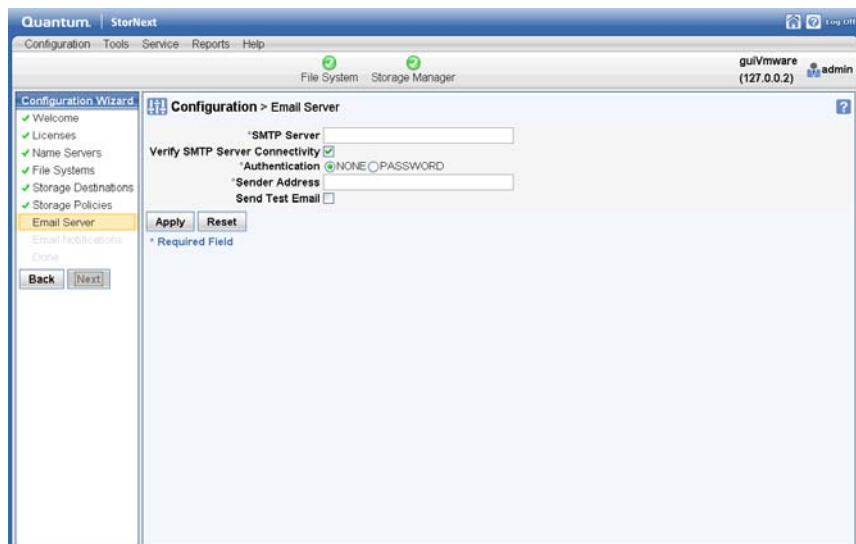 Quantum. StorNext
Log Off
Configuration Tools Service Reports Help
File System Storage Manager
guiVmware
(127.0.0.2)
admin
Configuration Wizard
Welcome
Licenses
Name Servers
File Systems
Storage Destinations
Storage Policies
Email Server
Email Notifications
Done
Back Next
Configuration > Email Server
?
*SMTP Server
Verify SMTP Server Connectivity
*Authentication NONE PASSWORD
*Sender Address
Send Test Email
Apply Reset
* Required Field